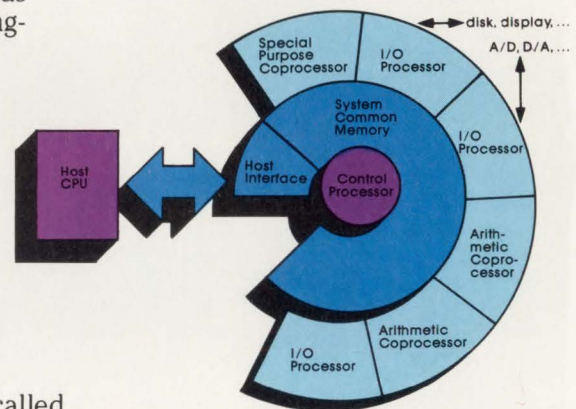 ng-
Special
Purpose
Coprocessor
I/O
Processor
disk, display, ...
A/D, D/A, ...
System
Common
Memory
I/O
Processor
Host
CPU
Host
Interface
Control
Processor
Arith-
metic
Copro-
cessor
Arithmetic
Coprocessor
I/O
Processor
called